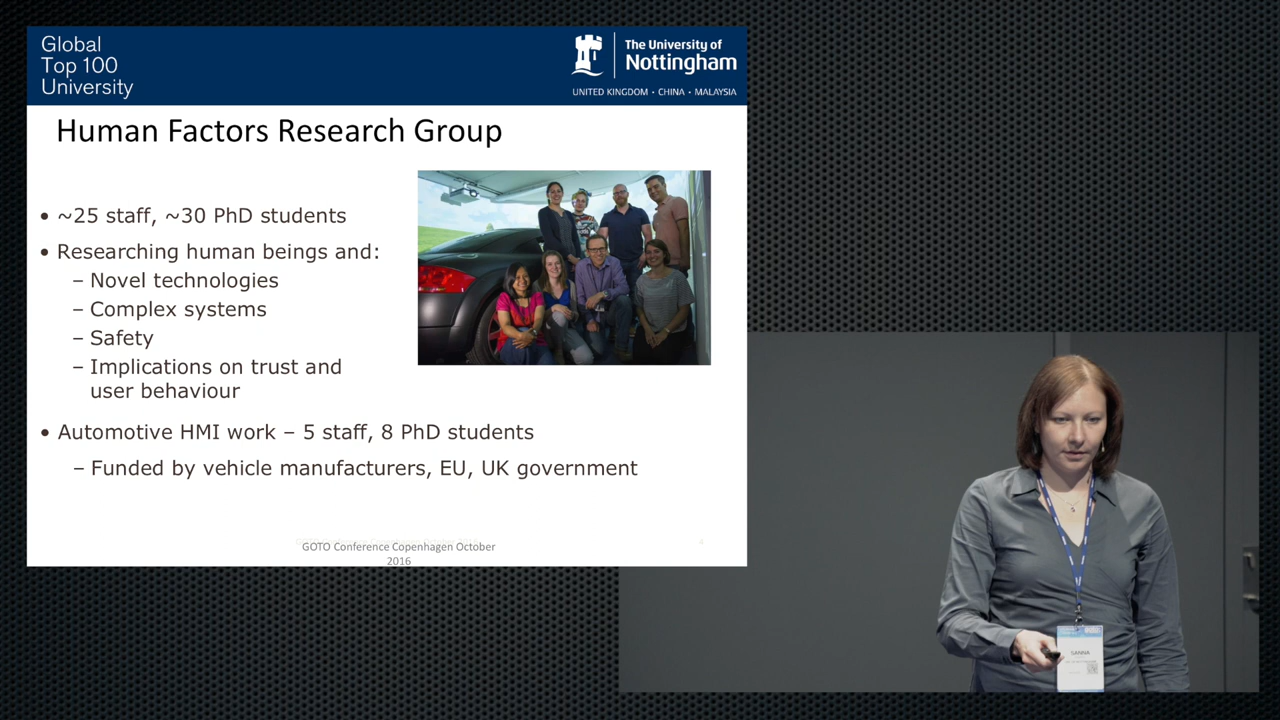 Global
Top 100
University
The University of
Nottingham
UNITED KINGDOM • CHINA • MALAYSIA
Human Factors Research Group
• ~25 staff, ~30 PhD students
• Researching human beings and:
– Novel technologies
– Complex systems
– Safety
– Implications on trust and
user behaviour
• Automotive HMI work – 5 staff, 8 PhD students
– Funded by vehicle manufacturers, EU, UK government
GOTO Conference Copenhagen October
2016
SANNA